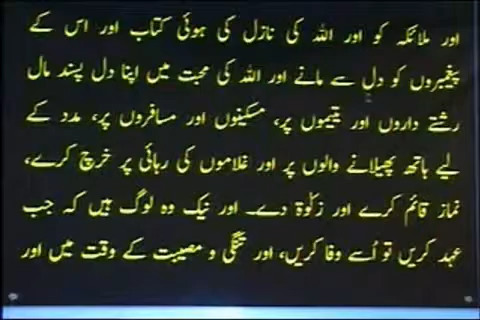 اور ملائکہ کو اور اللہ کی نازل کی ہوئی کتاب اور اس کے
پیغمبروں کو دل سے مانے اور اللہ کی محبت میں اپنا دل پسند مال
رشتے داروں اور یتیموں پر، مسکینوں اور مسافروں پر، مدد کے
لیے ہاتھ پھیلانے والوں پر اور غلاموں کی رہائی پر خرچ کرے،
نماز قائم کرے اور زکوٰۃ دے۔ اور نیک وہ لوگ ہیں کہ جب
عہد کریں تو اُسے وفا کریں، اور تنگی و مصیبت کے وقت میں اور